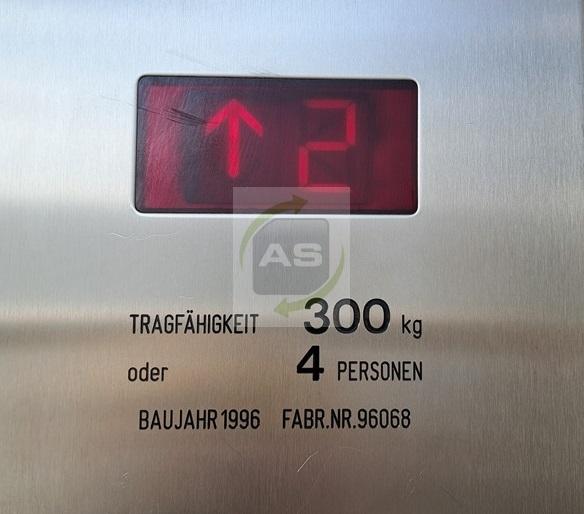 ↑ 2
AS
TRAGFÄHIGKEIT 300 kg
oder 4 PERSONEN
BAUJAHR 1996 FABR.NR.96068